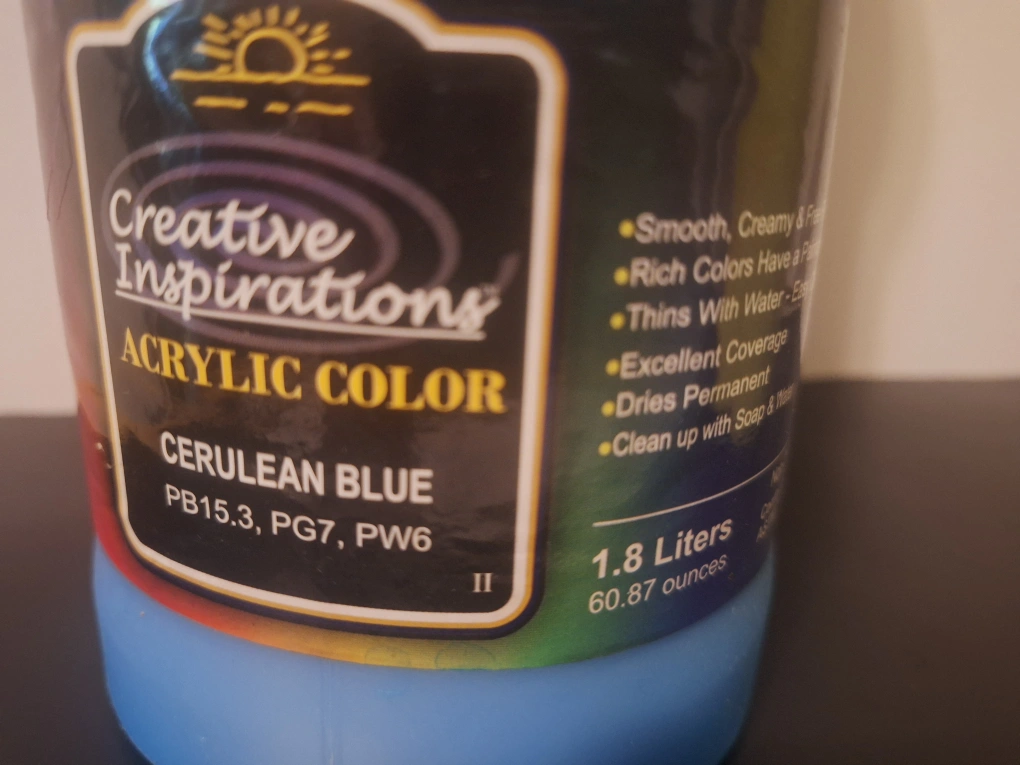 Creative
Inspirations
ACRYLIC COLOR
CERULEAN BLUE
PB15.3, PG7, PW6
II
•Smooth, Creamy &
•Rich Colors Have a
•Thins With Water -
•Excellent Coverage
•Dries Permanent
•Clean up with Soap &
1.8 Liters
60.87 ounces